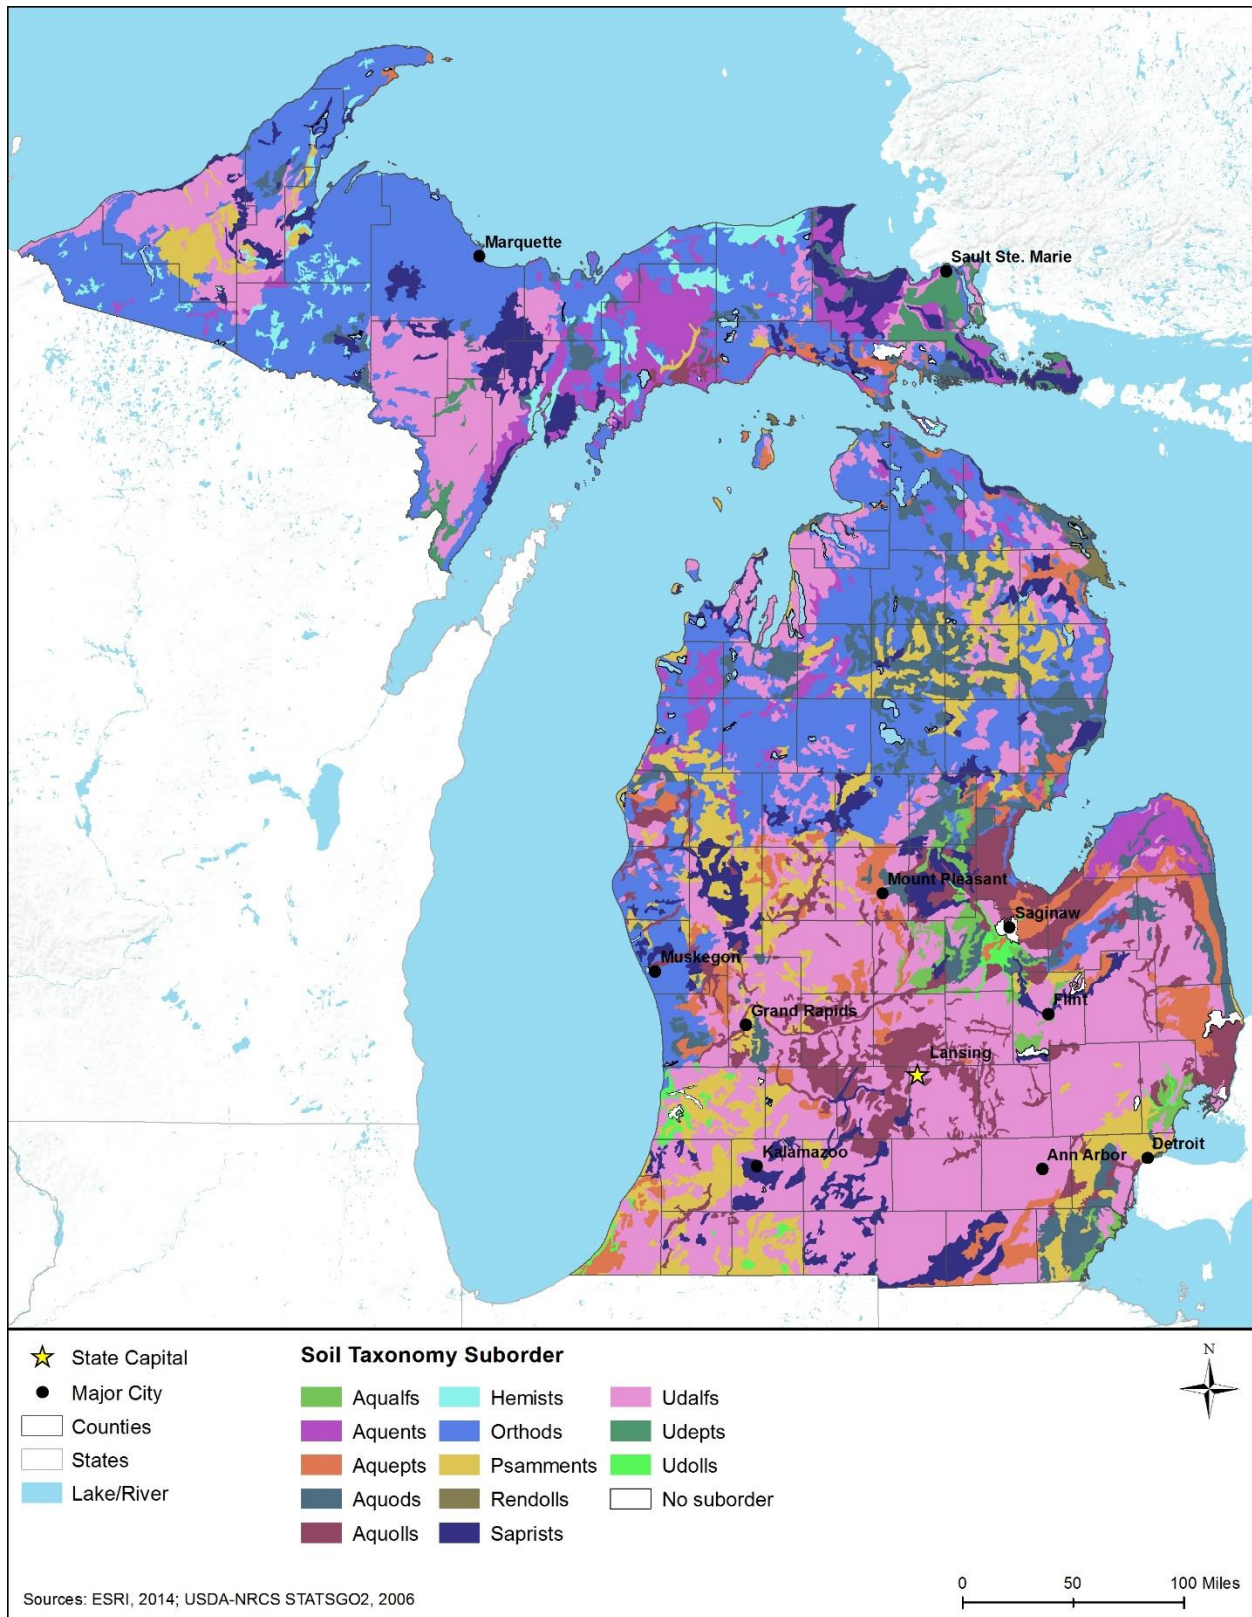 Marquette
Sault Ste. Marie
Mount Pleasant
Saginaw
Muskegon
Flint
Grand Rapids
Lansing
Kalamazoo
Ann Arbor
Detroit
State Capital
Major City
Counties
States
Lake/River
Soil Taxonomy Suborder
Aqualfs
Aquents
Aquepts
Aquods
Aquolls
Hemists
Orthods
Psamments
Rendolls
Saprists
Udalfs
Udepts
Udolls
No suborder
N
0 50 100 Miles
Sources: ESRI, 2014; USDA-NRCS STATSGO2, 2006